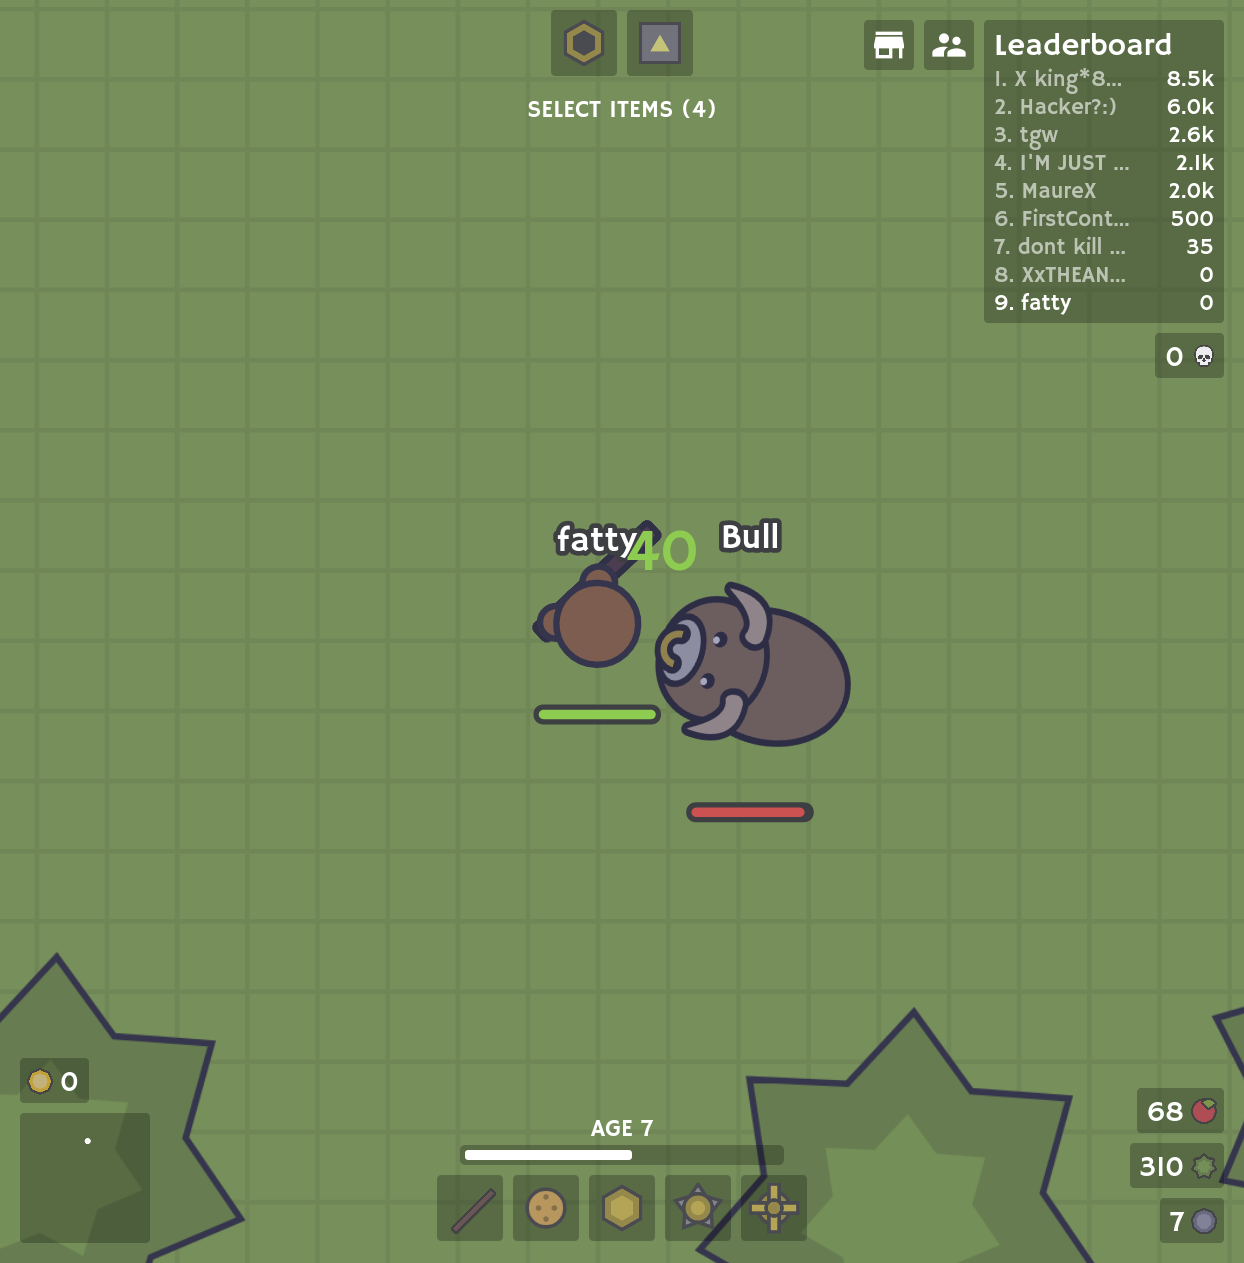 SELECT ITEMS (4)
Leaderboard
1. X king*8... 8.5k
2. Hacker?:) 6.0k
3. tgw 2.6k
4. I'M JUST ... 2.1k
5. MaureX 2.0k
6. FirstCont... 500
7. dont kill ... 35
8. XxTHEAN... 0
9. fatty 0
0
fatty
40
Bull
0
AGE 7
68
310
7